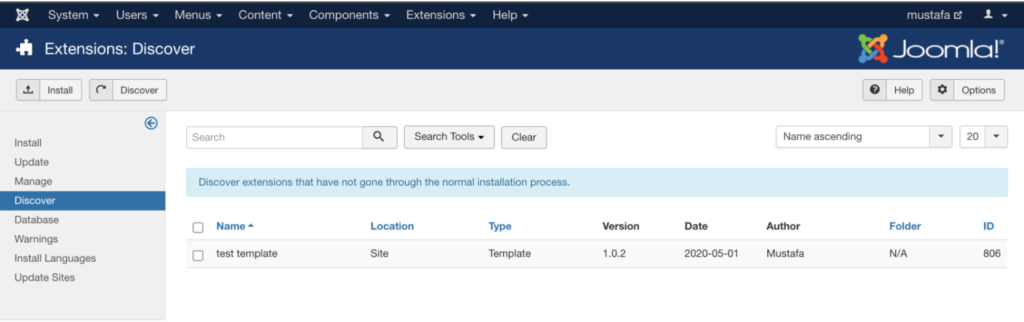 System Users Menus Content Components Extensions Help mustafa
Extensions: Discover Joomla!®
Install Discover Help Options
Search Search Tools Clear Name ascending 20
Install
Update
Manage
Discover
Database
Warnings
Install Languages
Update Sites
Discover extensions that have not gone through the normal installation process.
Name Location Type Version Date Author Folder ID
test template Site Template 1.0.2 2020-05-01 Mustafa N/A 806